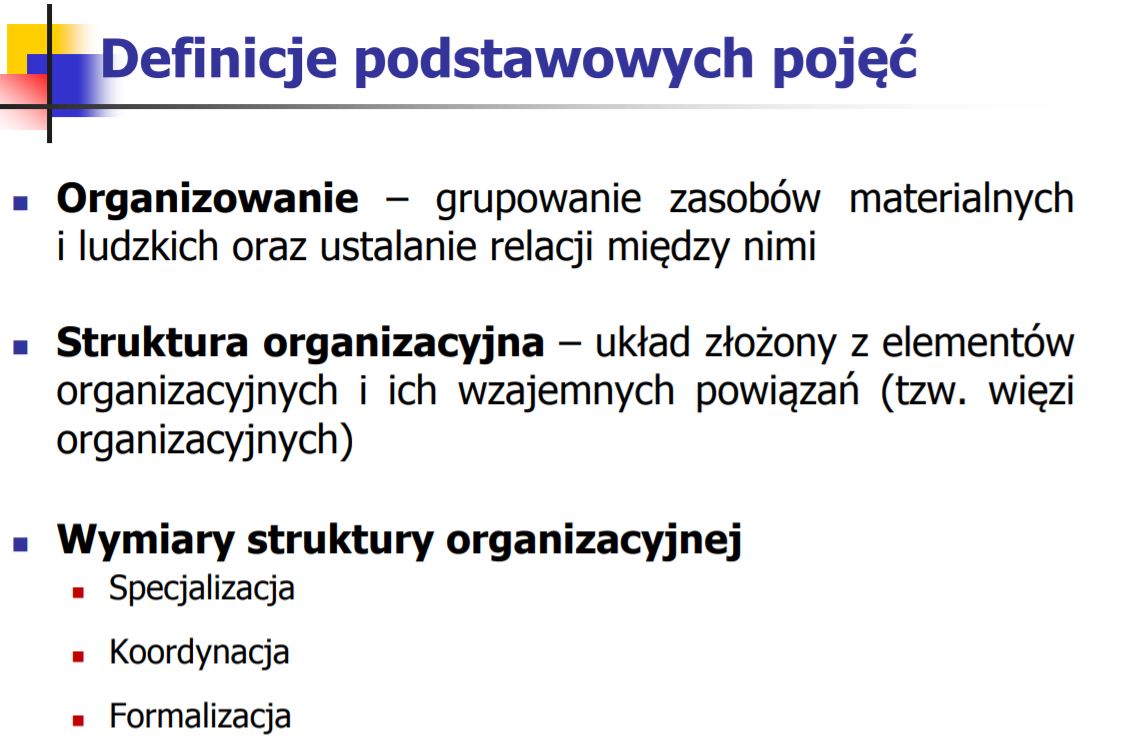 Definicje podstawowych pojęć
Organizowanie – grupowanie zasobów materialnych
i ludzkich oraz ustalanie relacji między nimi
Struktura organizacyjna – układ złożony z elementów
organizacyjnych i ich wzajemnych powiązań (tzw. więzi
organizacyjnych)
Wymiary struktury organizacyjnej
Specjalizacja
Koordynacja
Formalizacja